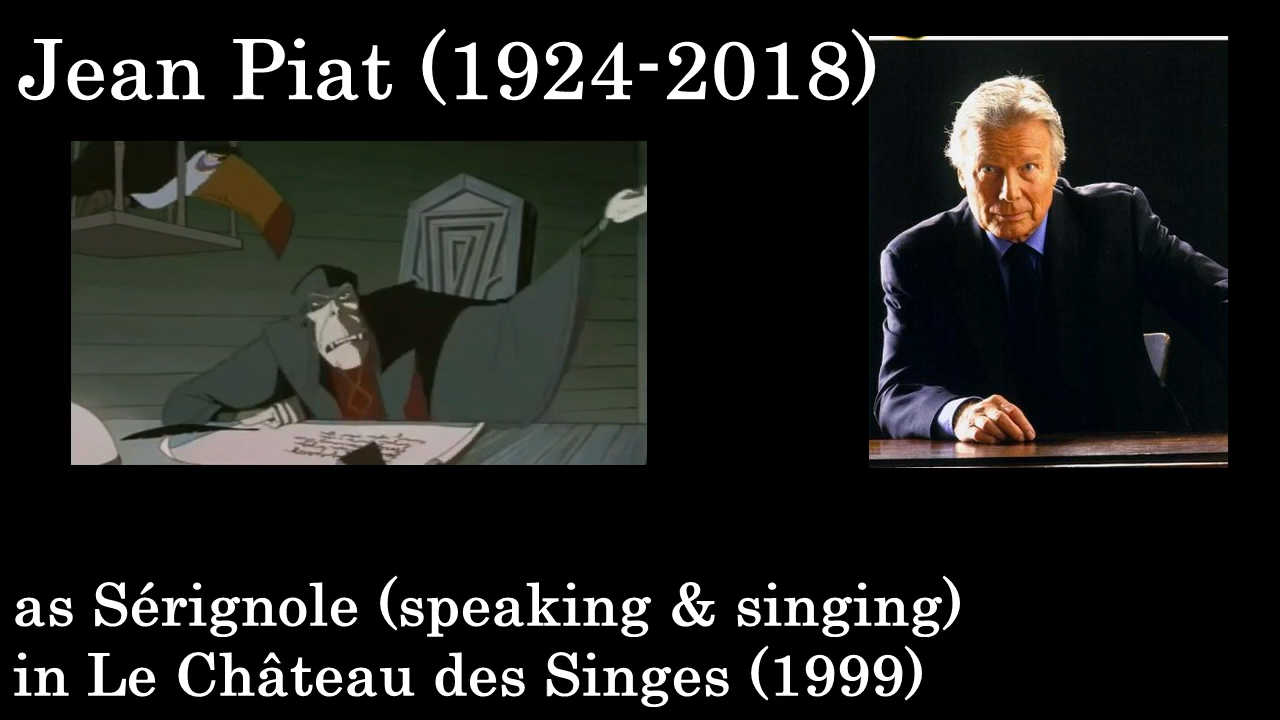 Jean Piat (1924-2018)
as Sérignole (speaking & singing)
in Le Château des Singes (1999)